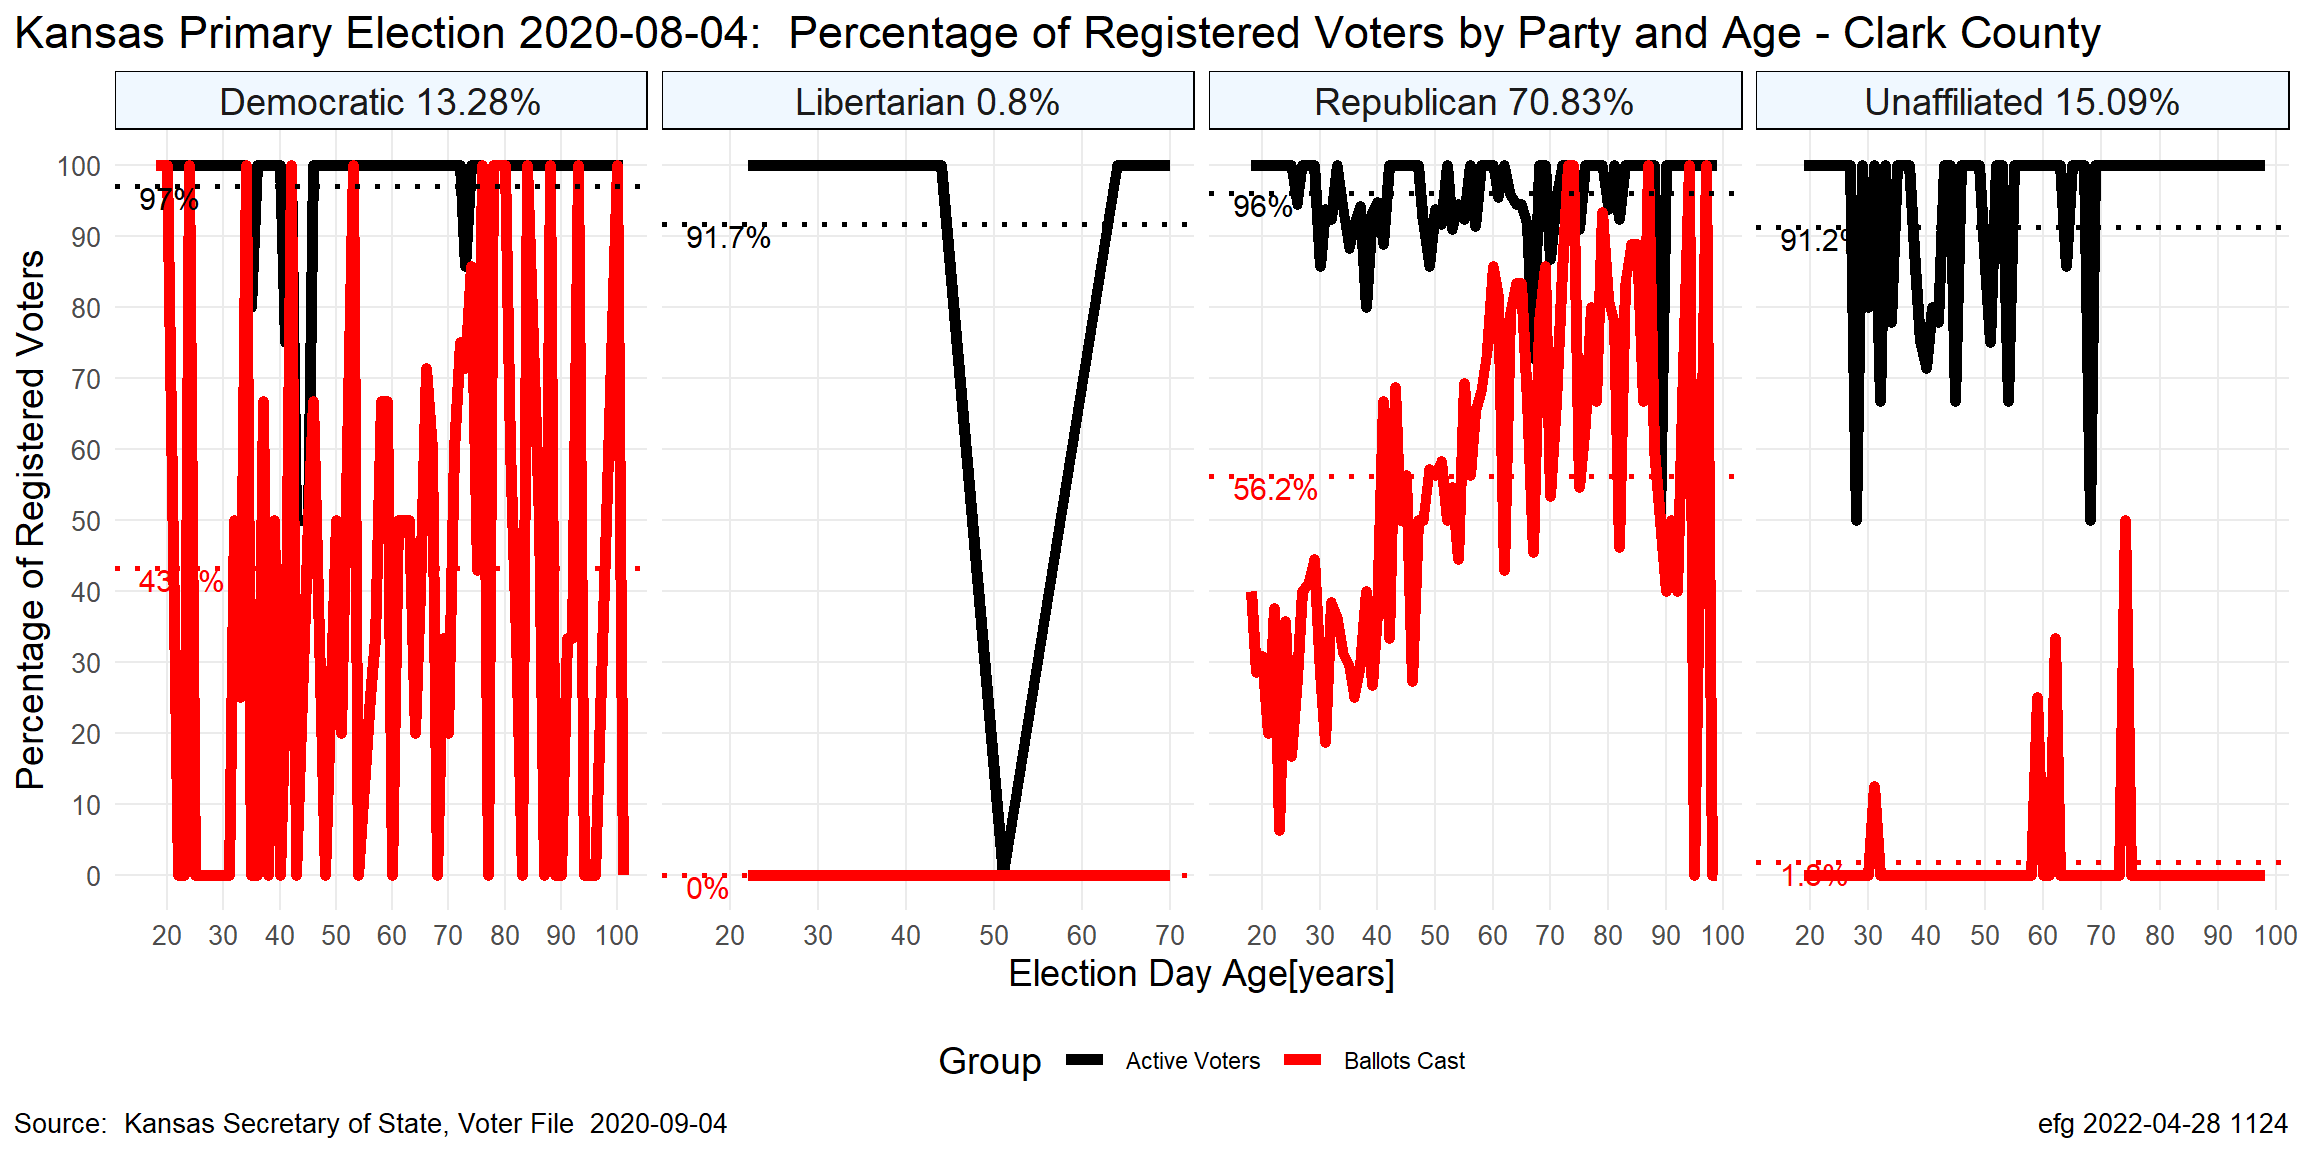 Kansas Primary Election 2020-08-04:  Percentage of Registered Voters by Party and Age - Clark County
Democratic 13.28%
Libertarian 0.8%
Republican 70.83%
Unaffiliated 15.09%
Percentage of Registered Voters
100
90
80
70
60
50
40
30
20
10
0
97%
91.7%
0%
96%
56.2%
20 30 40 50 60 70 80 90 100
20 30 40 50 60 70
20 30 40 50 60 70 80 90 100
20 30 40 50 60 70 80 90 100
Election Day Age[years]
Group Active Voters Ballots Cast
Source:  Kansas Secretary of State, Voter File  2020-09-04
efg 2022-04-28 1124